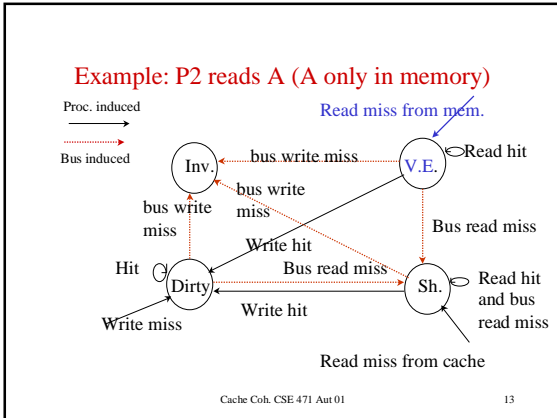 Example: P2 reads A (A only in memory)
Proc. induced
Bus induced
Read miss from mem.
Inv.
bus write miss
V.E.
Read hit
bus write
miss
bus write
miss
Bus read miss
Write hit
Hit
Bus read miss
Dirty
Sh.
Read hit
and bus
read miss
Write miss
Write hit
Read miss from cache
Cache Coh. CSE 471 Aut 01
13